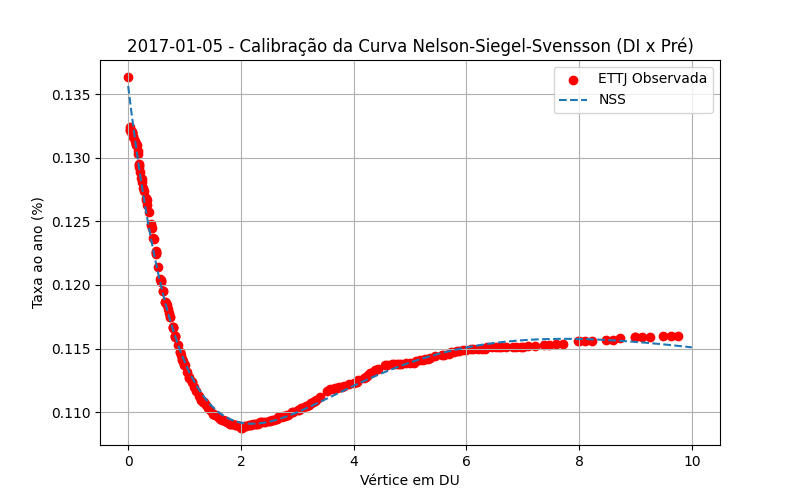 2017-01-05 - Calibração da Curva Nelson-Siegel-Svensson (DI x Pré)
ETTJ Observada
NSS
0.135
0.130
0.125
0.120
0.115
0.110
Taxa ao ano (%)
0 2 4 6 8 10
Vértice em DU